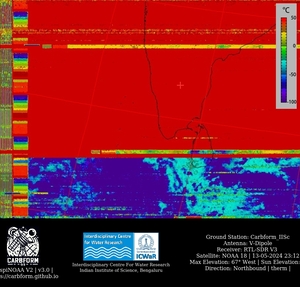 °C
50
0
-50
-100
CARBFORM
Interdisciplinary Centre
for Water Research
ICWaR
Interdisciplinary Centre For Water Research
Indian Institute of Science, Bengaluru
spiNOAA V2 | v3.0 |
s://carbform.github.io
Ground Station: Carbform_IISc
Antenna: V-Dipole
Receiver: RTL-SDR V3
Satellite: NOAA 18 | 13-05-2024 23:12
Max Elevation: 67° West | Sun Elevation:
Direction: Northbound | therm |